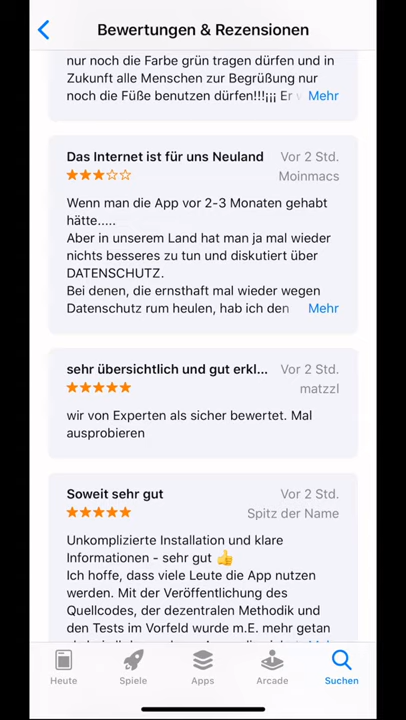 Bewertungen & Rezensionen
nur noch die Farbe grün tragen dürfen und in
Zukunft alle Menschen zur Begrüßung nur
noch die Füße benutzen dürfen!!!¡¡¡ Er Mehr
Das Internet ist für uns Neuland Vor 2 Std.
Moinmacs
Wenn man die App vor 2-3 Monaten gehabt
hätte.....
Aber in unserem Land hat man ja mal wieder
nichts besseres zu tun und diskutiert über
DATENSCHUTZ.
Bei denen, die ernsthaft mal wieder wegen
Datenschutz rum heulen, hab ich den Mehr
sehr übersichtlich und gut erkl... Vor 2 Std.
matzzl
wir von Experten als sicher bewertet. Mal
ausprobieren
Soweit sehr gut Vor 2 Std.
Spitz der Name
Unkomplizierte Installation und klare
Informationen - sehr gut 👍
Ich hoffe, dass viele Leute die App nutzen
werden. Mit der Veröffentlichung des
Quellcodes, der dezentralen Methodik und
den Tests im Vorfeld wurde m.E. mehr getan
Heute Spiele Apps Arcade Suchen